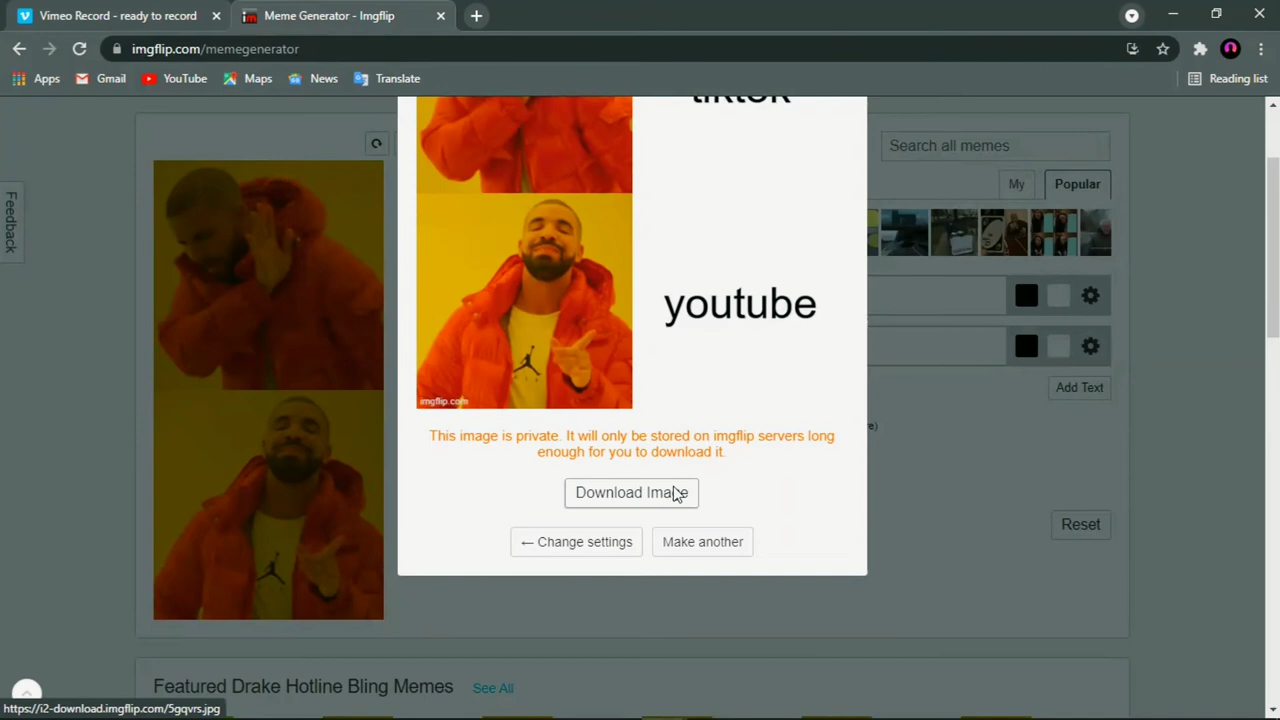 Vimeo Record - ready to record
Meme Generator - Imgflip
imgflip.com/memegenerator
Apps
Gmail
YouTube
Maps
News
Translate
Reading list
tiktok
Search all memes
My
Popular
Feedback
youtube
imgflip.com
Add Text
This image is private. It will only be stored on imgflip servers long
enough for you to download it.
Download Image
Reset
← Change settings
Make another
Featured Drake Hotline Bling Memes
See All
https://i2-download.imgflip.com/5gqvrs.jpg